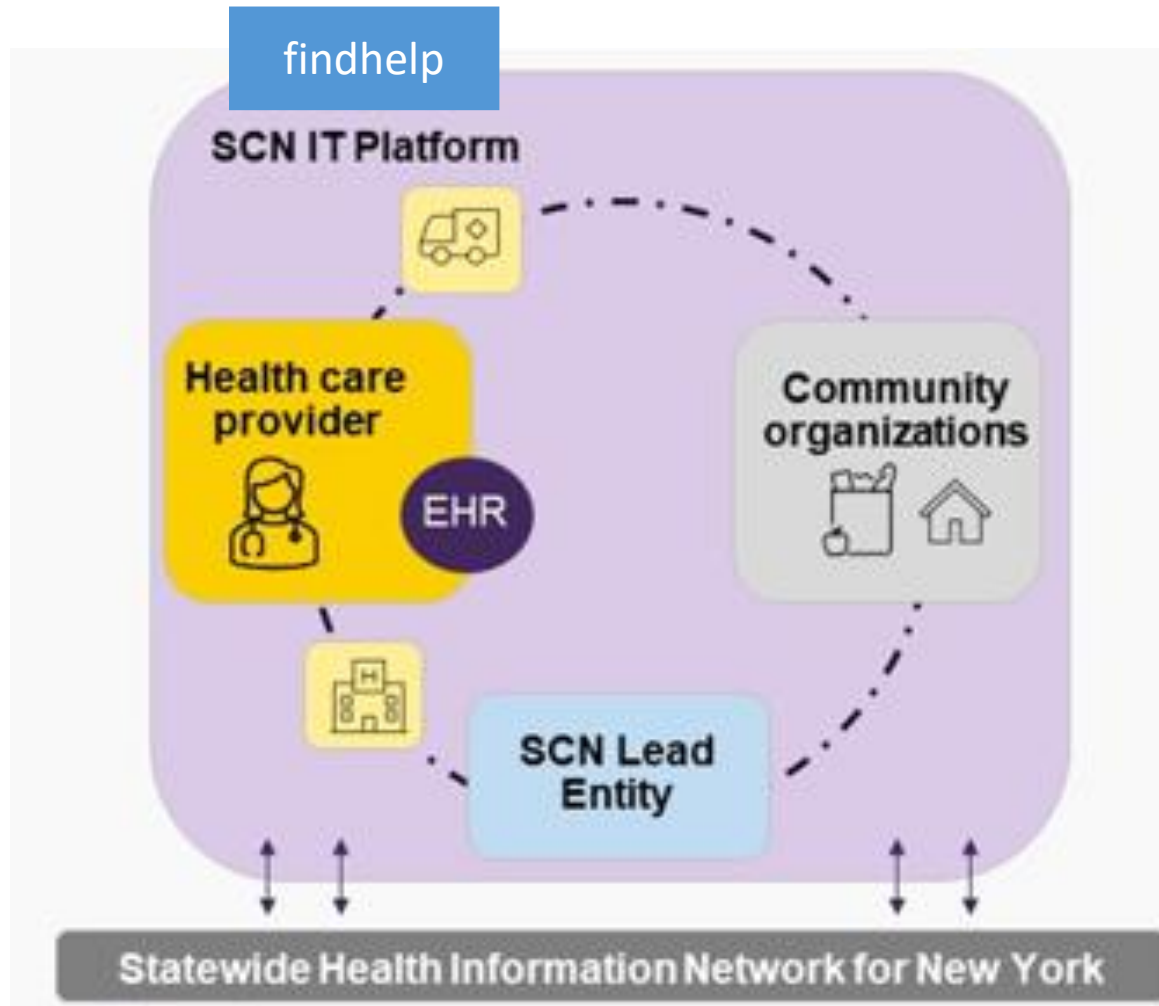 findhelp
SCN IT Platform
Health care
provider
EHR
Community
organizations
H
SCN Lead
Entity
Statewide Health Information Network for New York